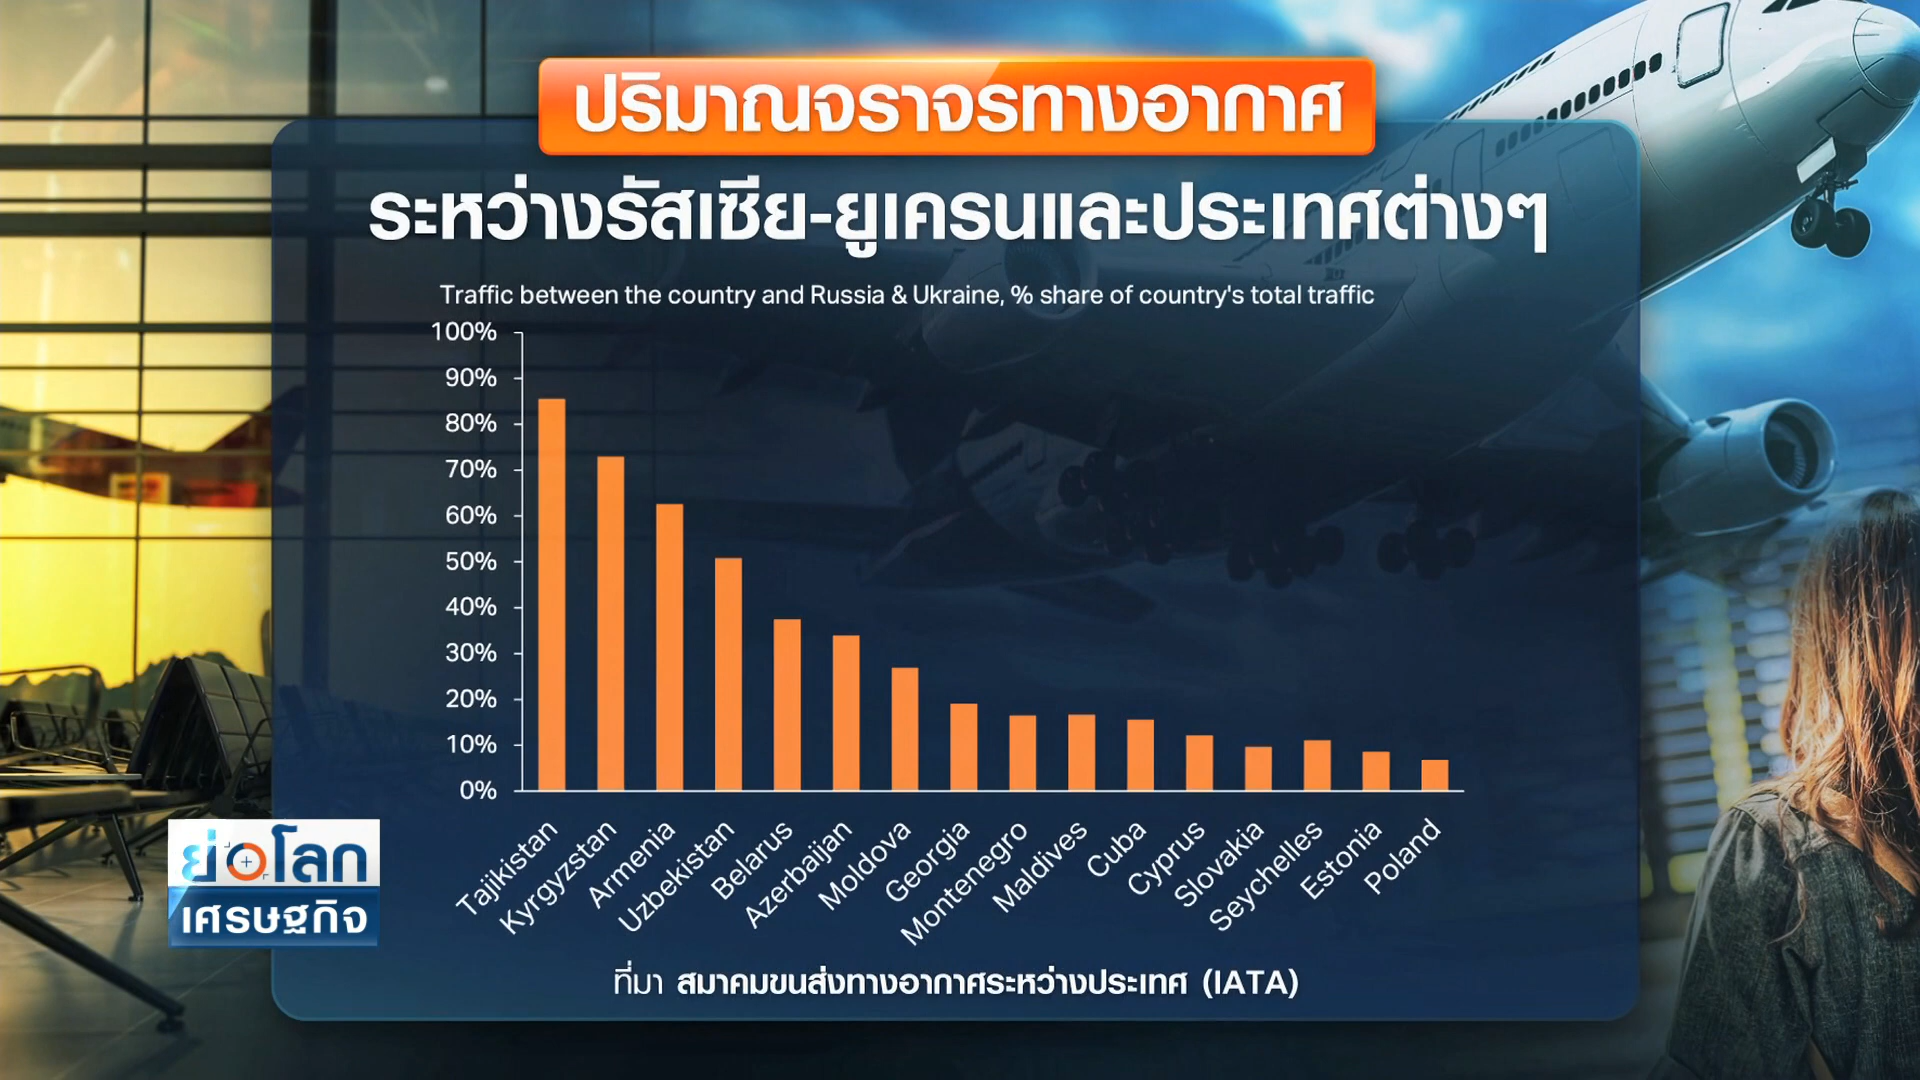 ปริมาณจราจรทางอากาศ
ระหว่างรัสเซีย-ยูเครนและประเทศต่างๆ
Traffic between the country and Russia & Ukraine, % share of country's total traffic
100%
90%
80%
70%
60%
50%
40%
30%
20%
10%
0%
Tajikistan
Kyrgyzstan
Armenia
Uzbekistan
Belarus
Azerbaijan
Moldova
Georgia
Montenegro
Maldives
Cuba
Cyprus
Slovakia
Seychelles
Estonia
Poland
ย่อโลก
เศรษฐกิจ
ที่มา สมาคมขนส่งทางอากาศระหว่างประเทศ (IATA)